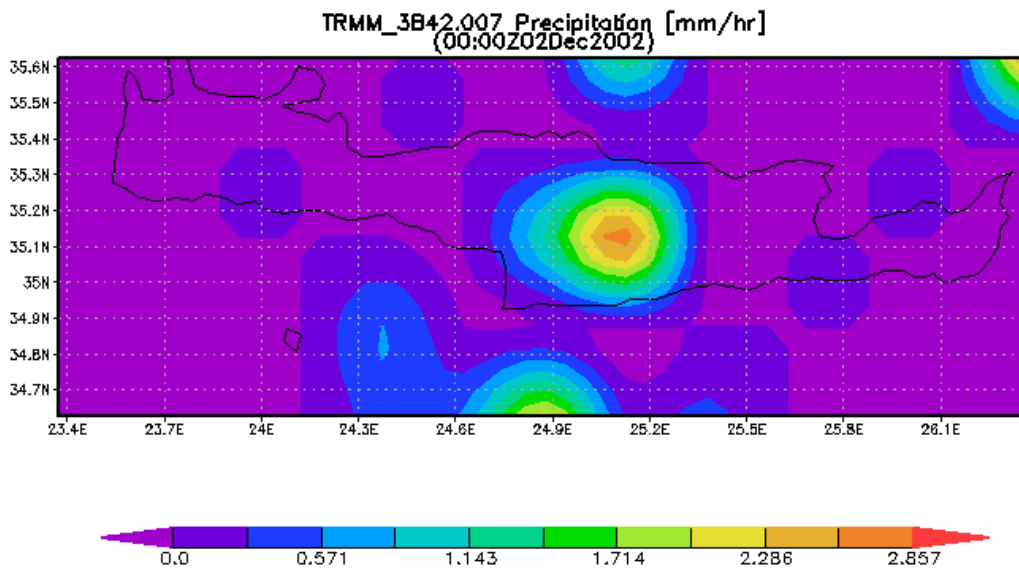 TRMM_3B42.007 Precipitation [mm/hr]
(00:00Z02Dec2002)
35.6N
35.5N
35.4N
35.3N
35.2N
35.1N
35N
34.9N
34.8N
34.7N
23.4E 23.7E 24E 24.3E 24.6E 24.9E 25.2E 25.5E 25.8E 26.1E
0.0 0.571 1.143 1.714 2.286 2.857